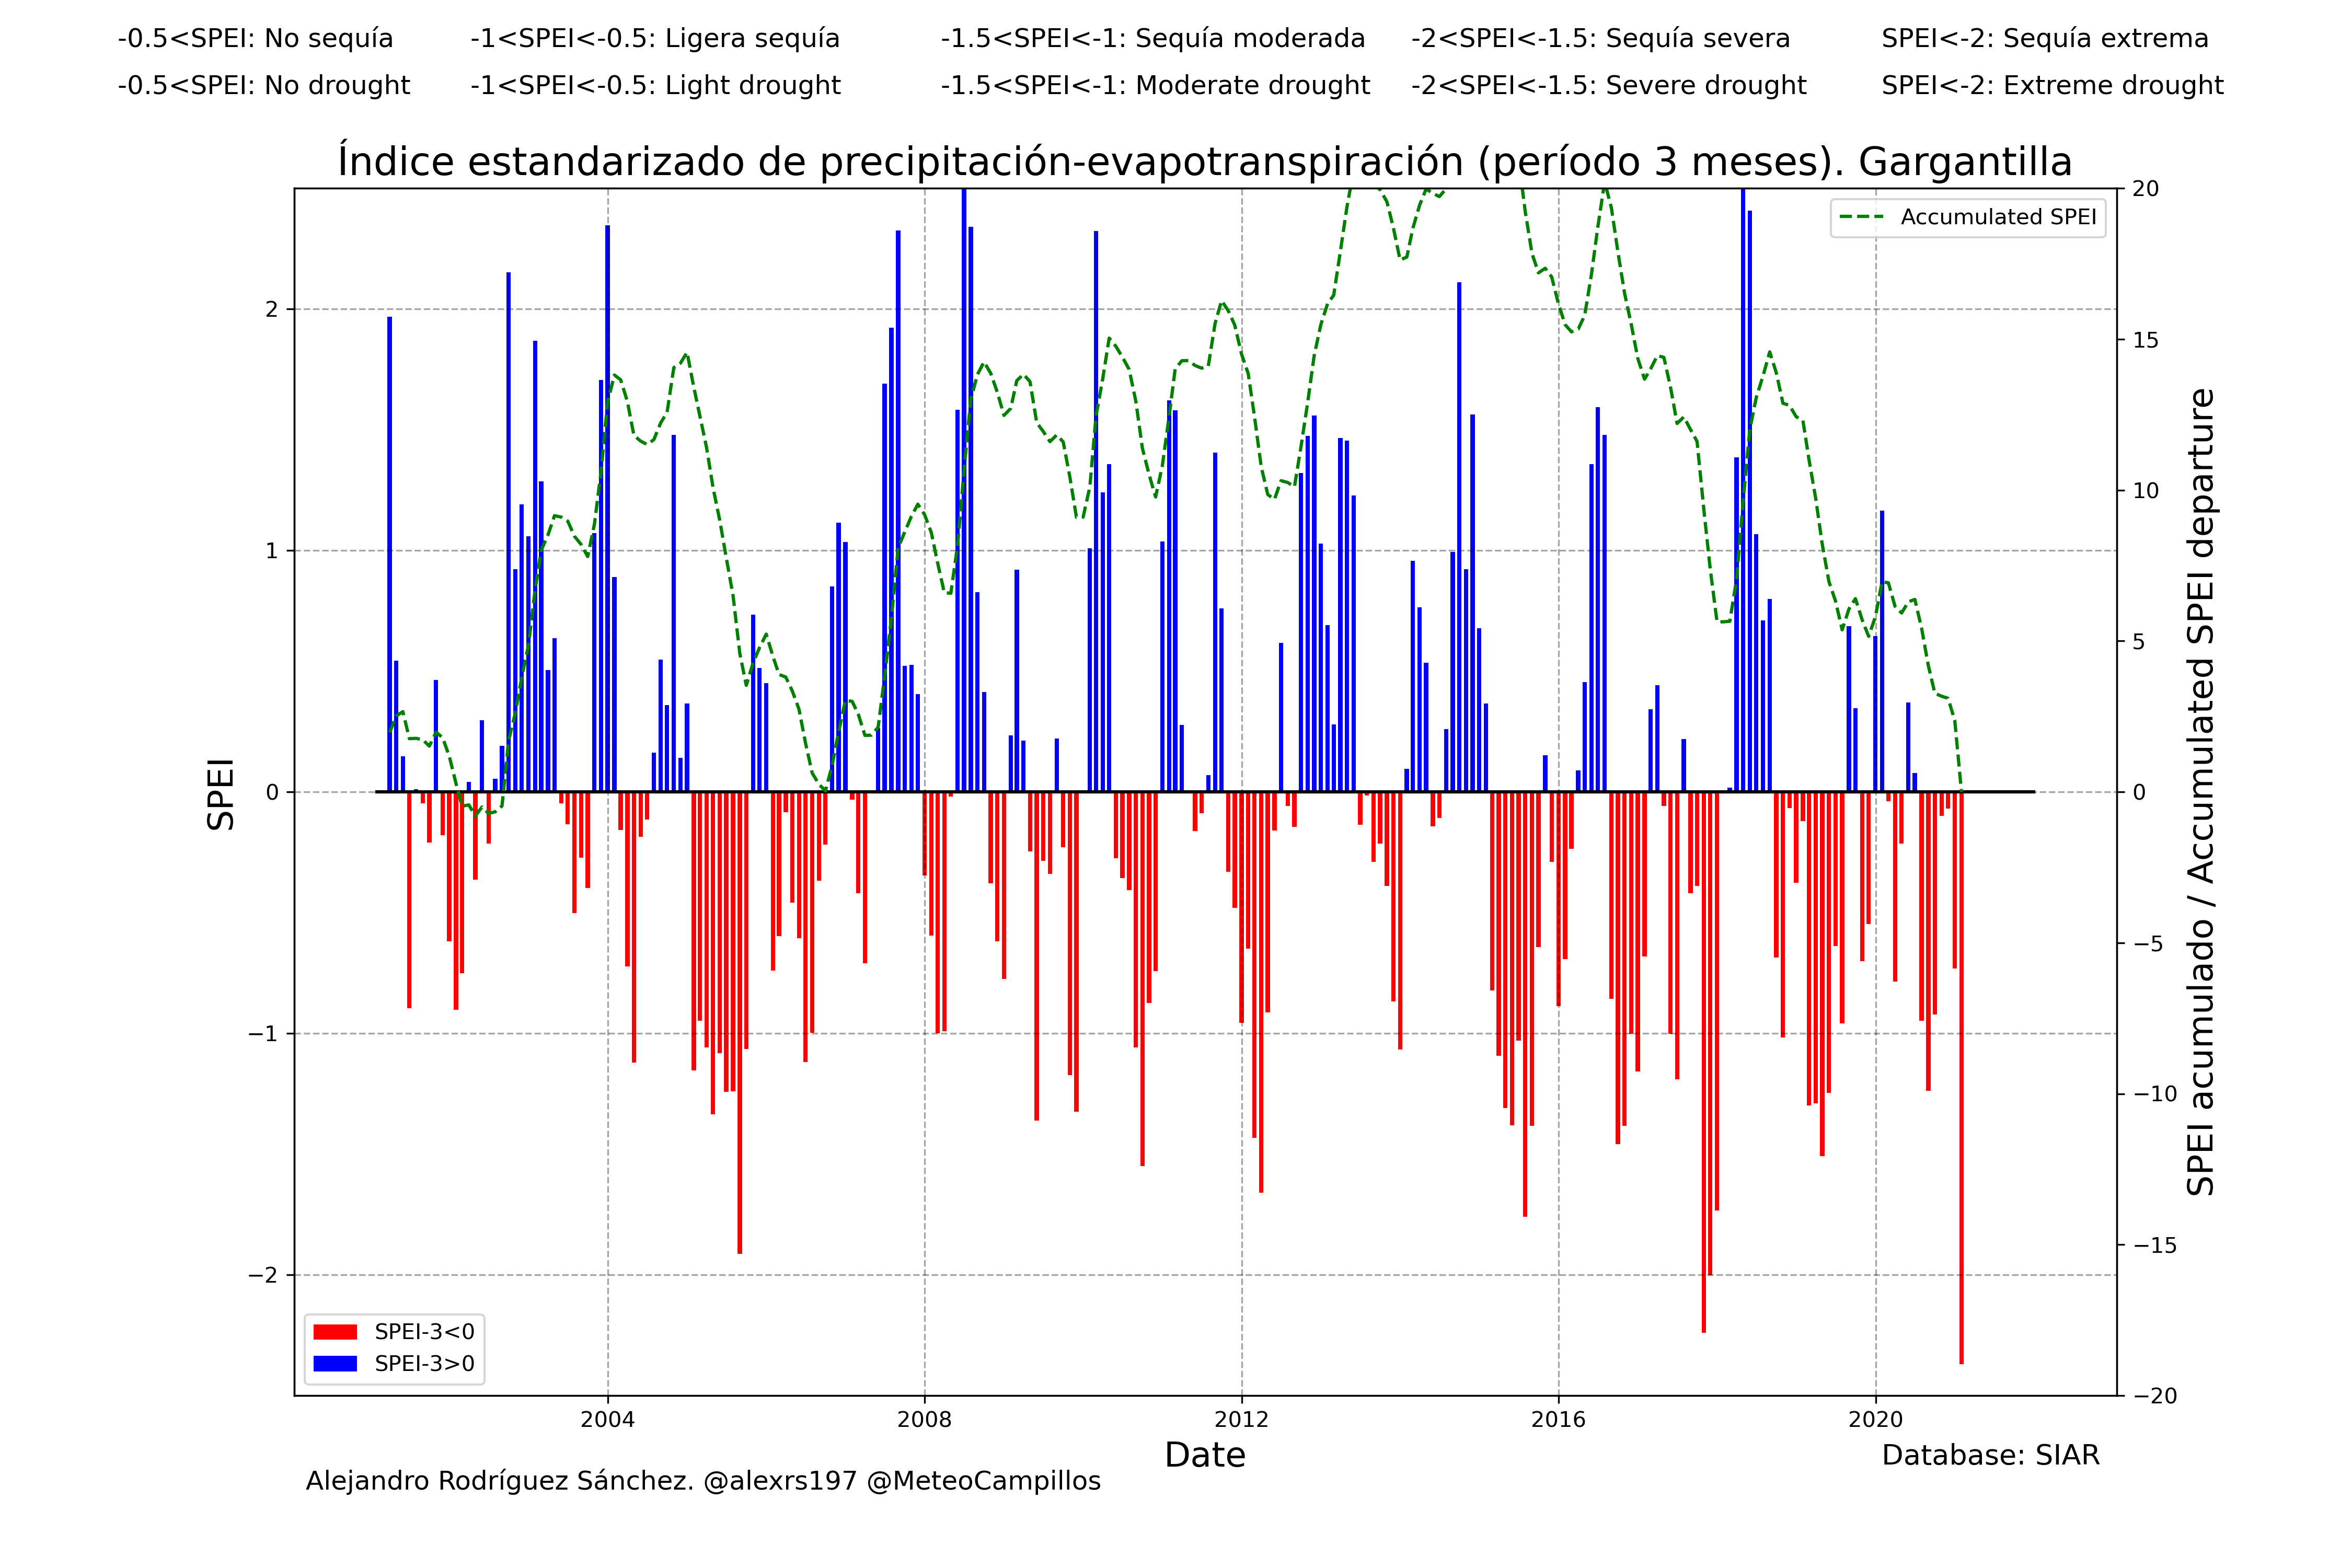 -0.5<SPEI: No sequía -1<SPEI<-0.5: Ligera sequía -1.5<SPEI<-1: Sequía moderada -2<SPEI<-1.5: Sequía severa SPEI<-2: Sequía extrema
-0.5<SPEI: No drought -1<SPEI<-0.5: Light drought -1.5<SPEI<-1: Moderate drought -2<SPEI<-1.5: Severe drought SPEI<-2: Extreme drought
Índice estandarizado de precipitación-evapotranspiración (período 3 meses). Gargantilla
Accumulated SPEI
2
1
0
−1
−2
SPEI
20
15
10
5
0
−5
−10
−15
−20
SPEI acumulado / Accumulated SPEI departure
SPEI-3<0
SPEI-3>0
2004 2008 2012 2016 2020
Date
Database: SIAR
Alejandro Rodríguez Sánchez. @alexrs197 @MeteoCampillos